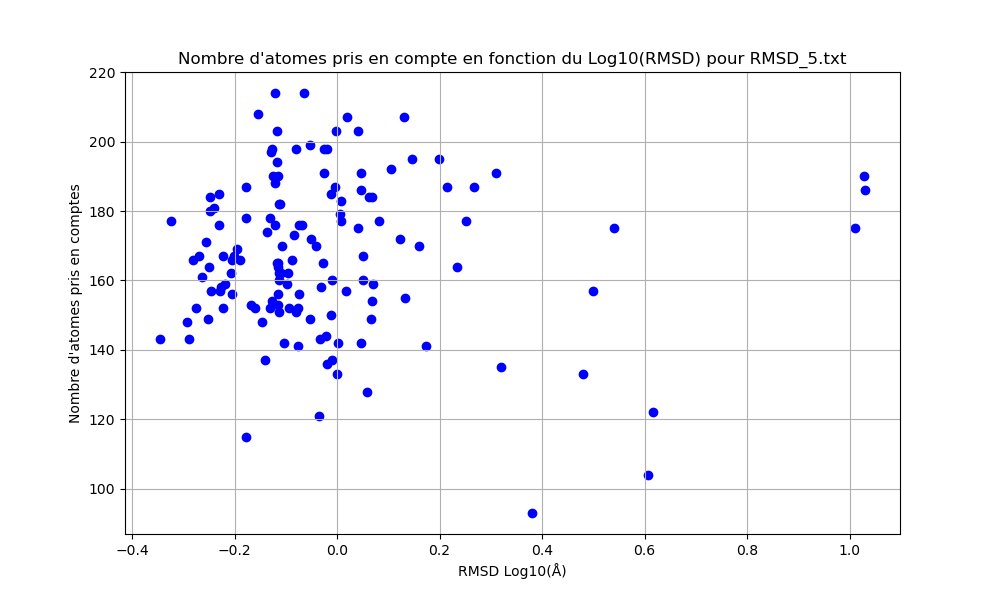 Nombre d'atomes pris en compte en fonction du Log10(RMSD) pour RMSD_5.txt
220
200
180
160
140
120
100
Nombre d'atomes pris en comptes
−0.4 −0.2 0.0 0.2 0.4 0.6 0.8 1.0
RMSD Log10(Å)